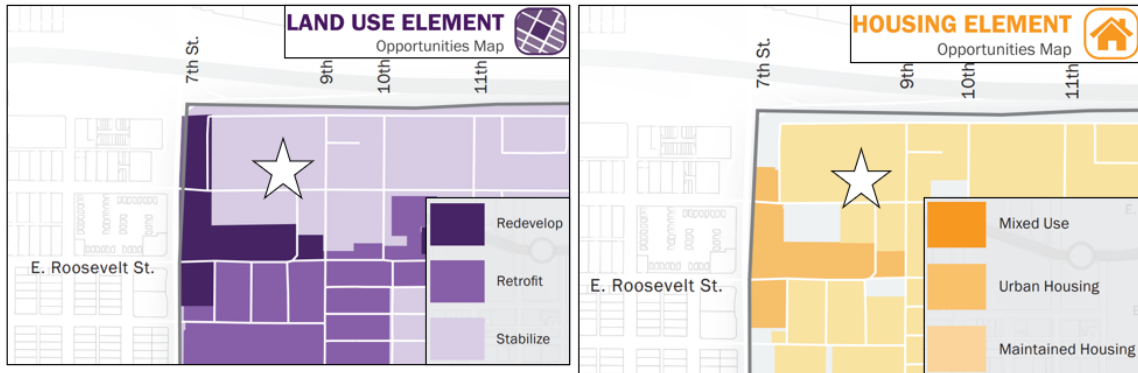 LAND USE ELEMENT
Opportunities Map
7th St.
9th
10th
11th
E. Roosevelt St.
Redevelop
Retrofit
Stabilize
HOUSING ELEMENT
Opportunities Map
7th St.
9th
10th
11th
E. Roosevelt St.
Mixed Use
Urban Housing
Maintained Housing